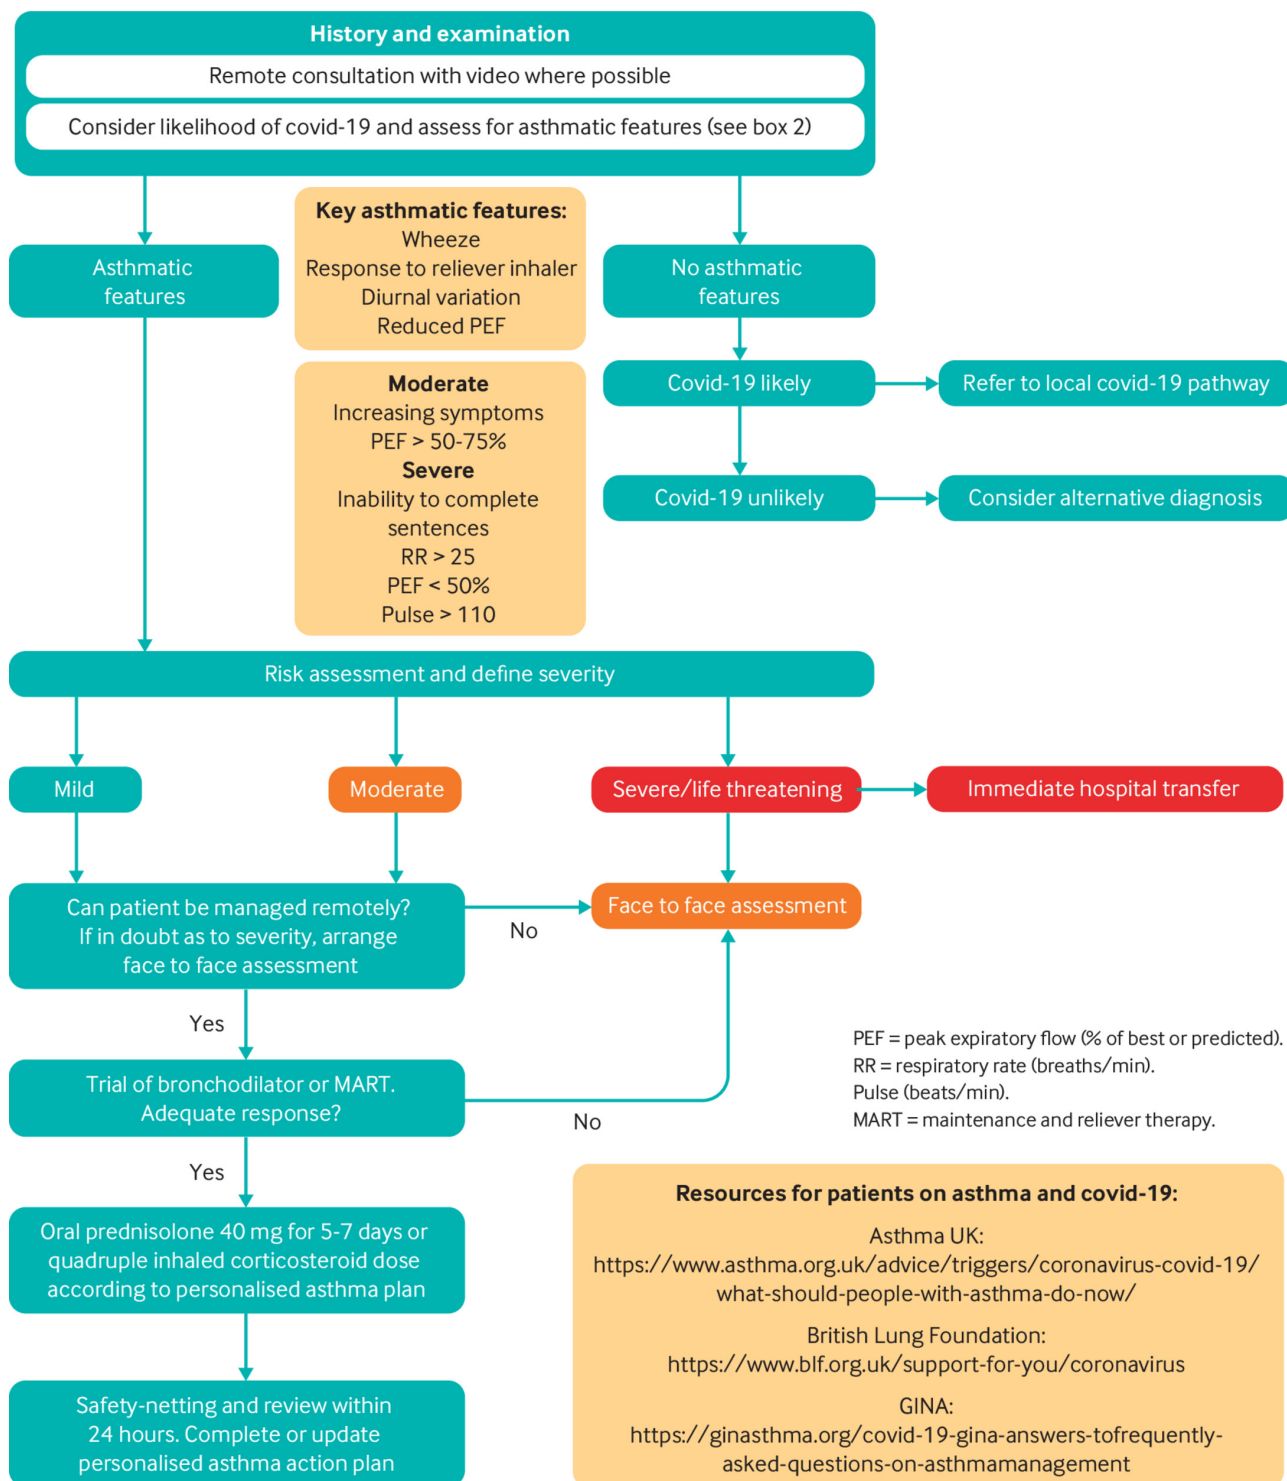 History and examination
Remote consultation with video where possible
Consider likelihood of covid-19 and assess for asthmatic features (see box 2)
Asthmatic
features
Key asthmatic features:
Wheeze
Response to reliever inhaler
Diurnal variation
Reduced PEF
No asthmatic
features
Covid-19 likely
Refer to local covid-19 pathway
Covid-19 unlikely
Consider alternative diagnosis
Moderate
Increasing symptoms
PEF > 50-75%
Severe
Inability to complete
sentences
RR > 25
PEF < 50%
Pulse > 110
Risk assessment and define severity
Mild
Moderate
Severe/life threatening
Immediate hospital transfer
Can patient be managed remotely?
If in doubt as to severity, arrange
face to face assessment
No
Face to face assessment
Yes
Trial of bronchodilator or MART.
Adequate response?
No
Yes
Oral prednisolone 40 mg for 5-7 days or
quadruple inhaled corticosteroid dose
according to personalised asthma plan
Safety-netting and review within
24 hours. Complete or update
personalised asthma action plan
PEF = peak expiratory flow (% of best or predicted).
RR = respiratory rate (breaths/min).
Pulse (beats/min).
MART = maintenance and reliever therapy.
Resources for patients on asthma and covid-19:
Asthma UK:
https://www.asthma.org.uk/advice/triggers/coronavirus-covid-19/
what-should-people-with-asthma-do-now/
British Lung Foundation:
https://www.blf.org.uk/support-for-you/coronavirus
GINA:
https://ginasthma.org/covid-19-gina-answers-tofrequently-
asked-questions-on-asthmamanagement